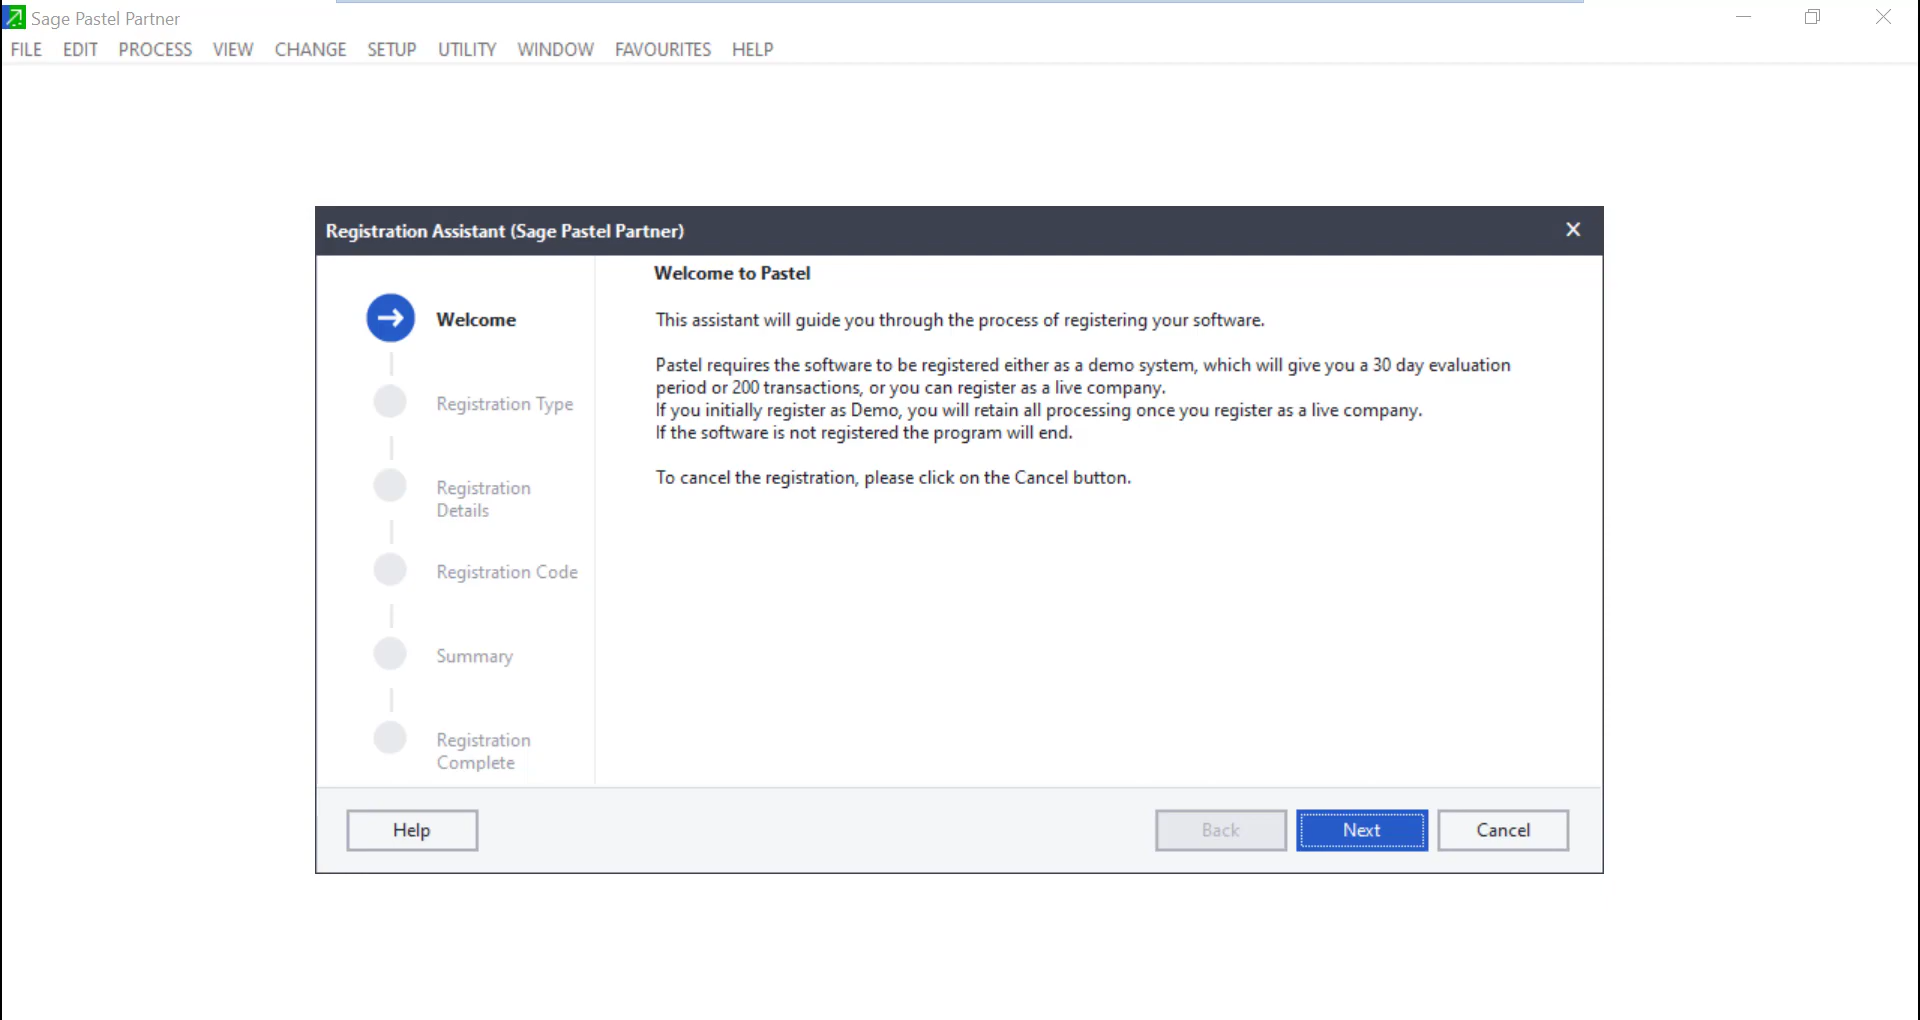 Sage Pastel Partner
FILE EDIT PROCESS VIEW CHANGE SETUP UTILITY WINDOW FAVOURITES HELP
Registration Assistant (Sage Pastel Partner)
Welcome
Registration Type
Registration
Details
Registration Code
Summary
Registration
Complete
Welcome to Pastel
This assistant will guide you through the process of registering your software.
Pastel requires the software to be registered either as a demo system, which will give you a 30 day evaluation
period or 200 transactions, or you can register as a live company.
If you initially register as Demo, you will retain all processing once you register as a live company.
If the software is not registered the program will end.
To cancel the registration, please click on the Cancel button.
Help Back Next Cancel